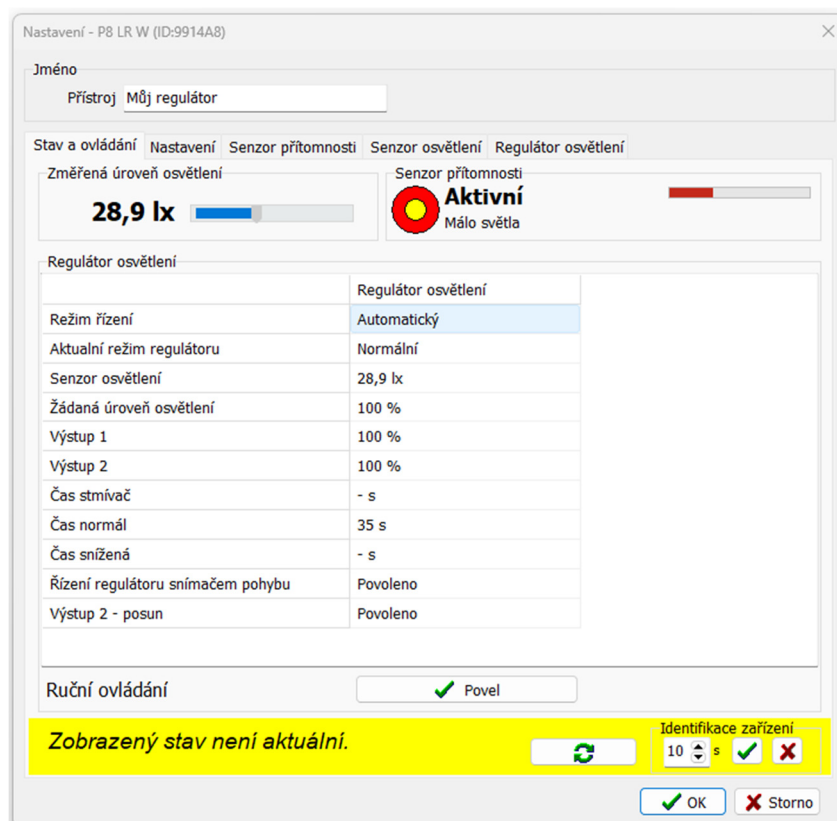 Nastavení - P8 LR W (ID:9914A8)
Jméno
Přístroj Můj regulátor
Stav a ovládání Nastavení Senzor přítomnosti Senzor osvětlení Regulátor osvětlení
Změřená úroveň osvětlení
28,9 lx
Senzor přítomnosti
Aktivní
Málo světla
Regulátor osvětlení
Regulátor osvětlení
Režim řízení Automatický
Aktualní režim regulátoru Normální
Senzor osvětlení 28,9 lx
Žádaná úroveň osvětlení 100 %
Výstup 1 100 %
Výstup 2 100 %
Čas stmívač - s
Čas normál 35 s
Čas snížená - s
Řízení regulátoru snímačem pohybu Povoleno
Výstup 2 - posun Povoleno
Ruční ovládání Povel
Zobrazený stav není aktuální.
Identifikace zařízení
10 s
OK Storno